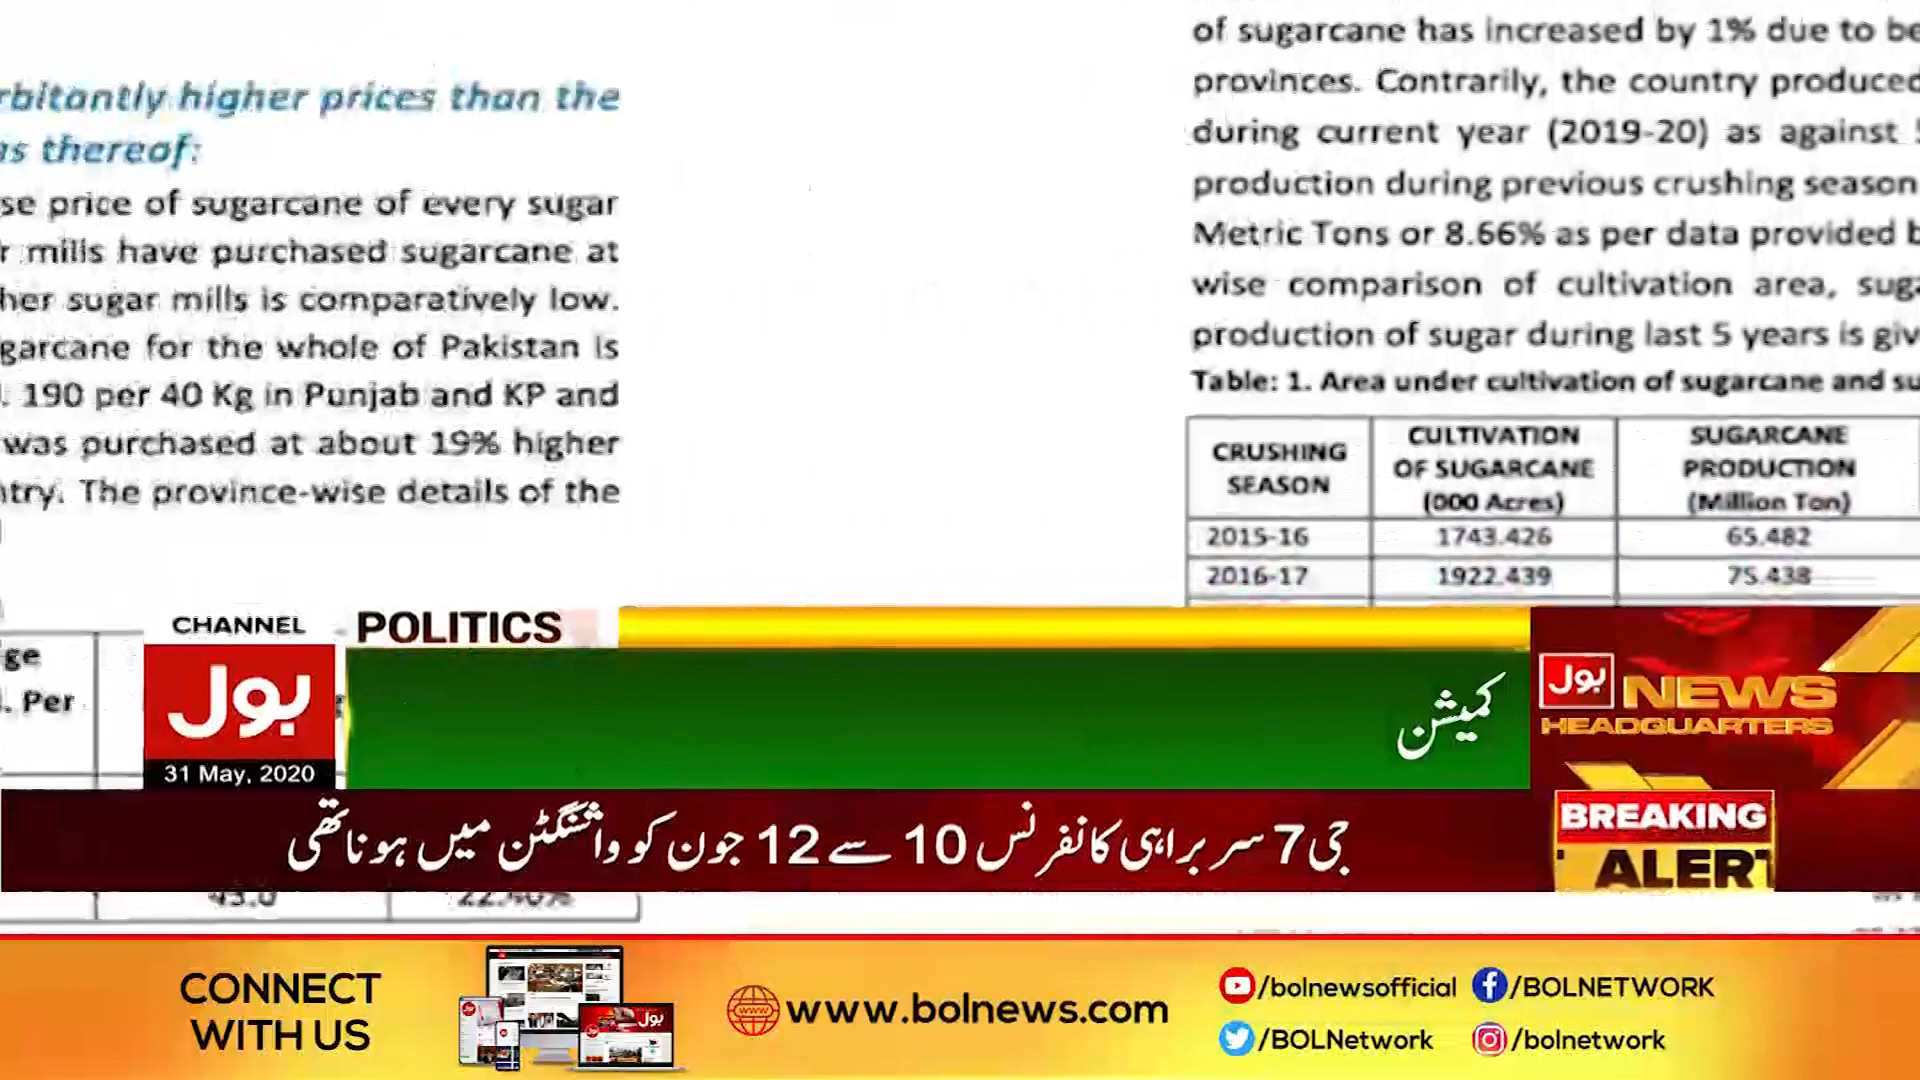 rbitantly higher prices than the
as thereof:
se price of sugarcane of every sugar
r mills have purchased sugarcane at
her sugar mills is comparatively low.
garcane for the whole of Pakistan is
. 190 per 40 Kg in Punjab and KP and
was purchased at about 19% higher
ntry. The province-wise details of the
ge
. Per
45.0 22.40%
of sugarcane has increased by 1% due to be
provinces. Contrarily, the country produced
during current year (2019-20) as against
production during previous crushing season
Metric Tons or 8.66% as per data provided b
wise comparison of cultivation area, suga
production of sugar during last 5 years is giv
Table: 1. Area under cultivation of sugarcane and su
CRUSHING SEASON
CULTIVATION OF SUGARCANE (000 Acres)
SUGARCANE PRODUCTION (Million Ton)
2015-16 1743.426 65.482
2016-17 1922.439 75.438
CHANNEL
بول
31 May, 2020
POLITICS
کمیشن
بول NEWS
HEADQUARTERS
جی 7 سربراہی کانفرنس 10 سے 12 جون کو واشنگٹن میں ہونا تھی
BREAKING
ALERT
CONNECT
WITH US
www.bolnews.com
/bolnewsofficial /BOLNETWORK
/BOLNetwork /bolnetwork